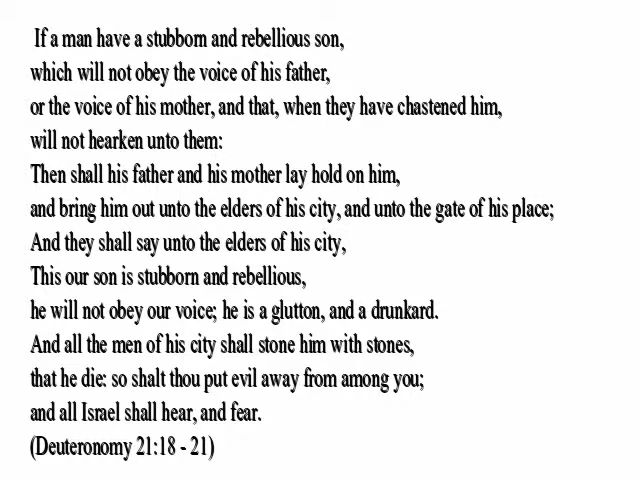 If a man have a stubborn and rebellious son,
which will not obey the voice of his father,
or the voice of his mother, and that, when they have chastened him,
will not hearken unto them:
Then shall his father and his mother lay hold on him,
and bring him out unto the elders of his city, and unto the gate of his place;
And they shall say unto the elders of his city,
This our son is stubborn and rebellious,
he will not obey our voice; he is a glutton, and a drunkard.
And all the men of his city shall stone him with stones,
that he die: so shalt thou put evil away from among you;
and all Israel shall hear, and fear.
(Deuteronomy 21:18 - 21)